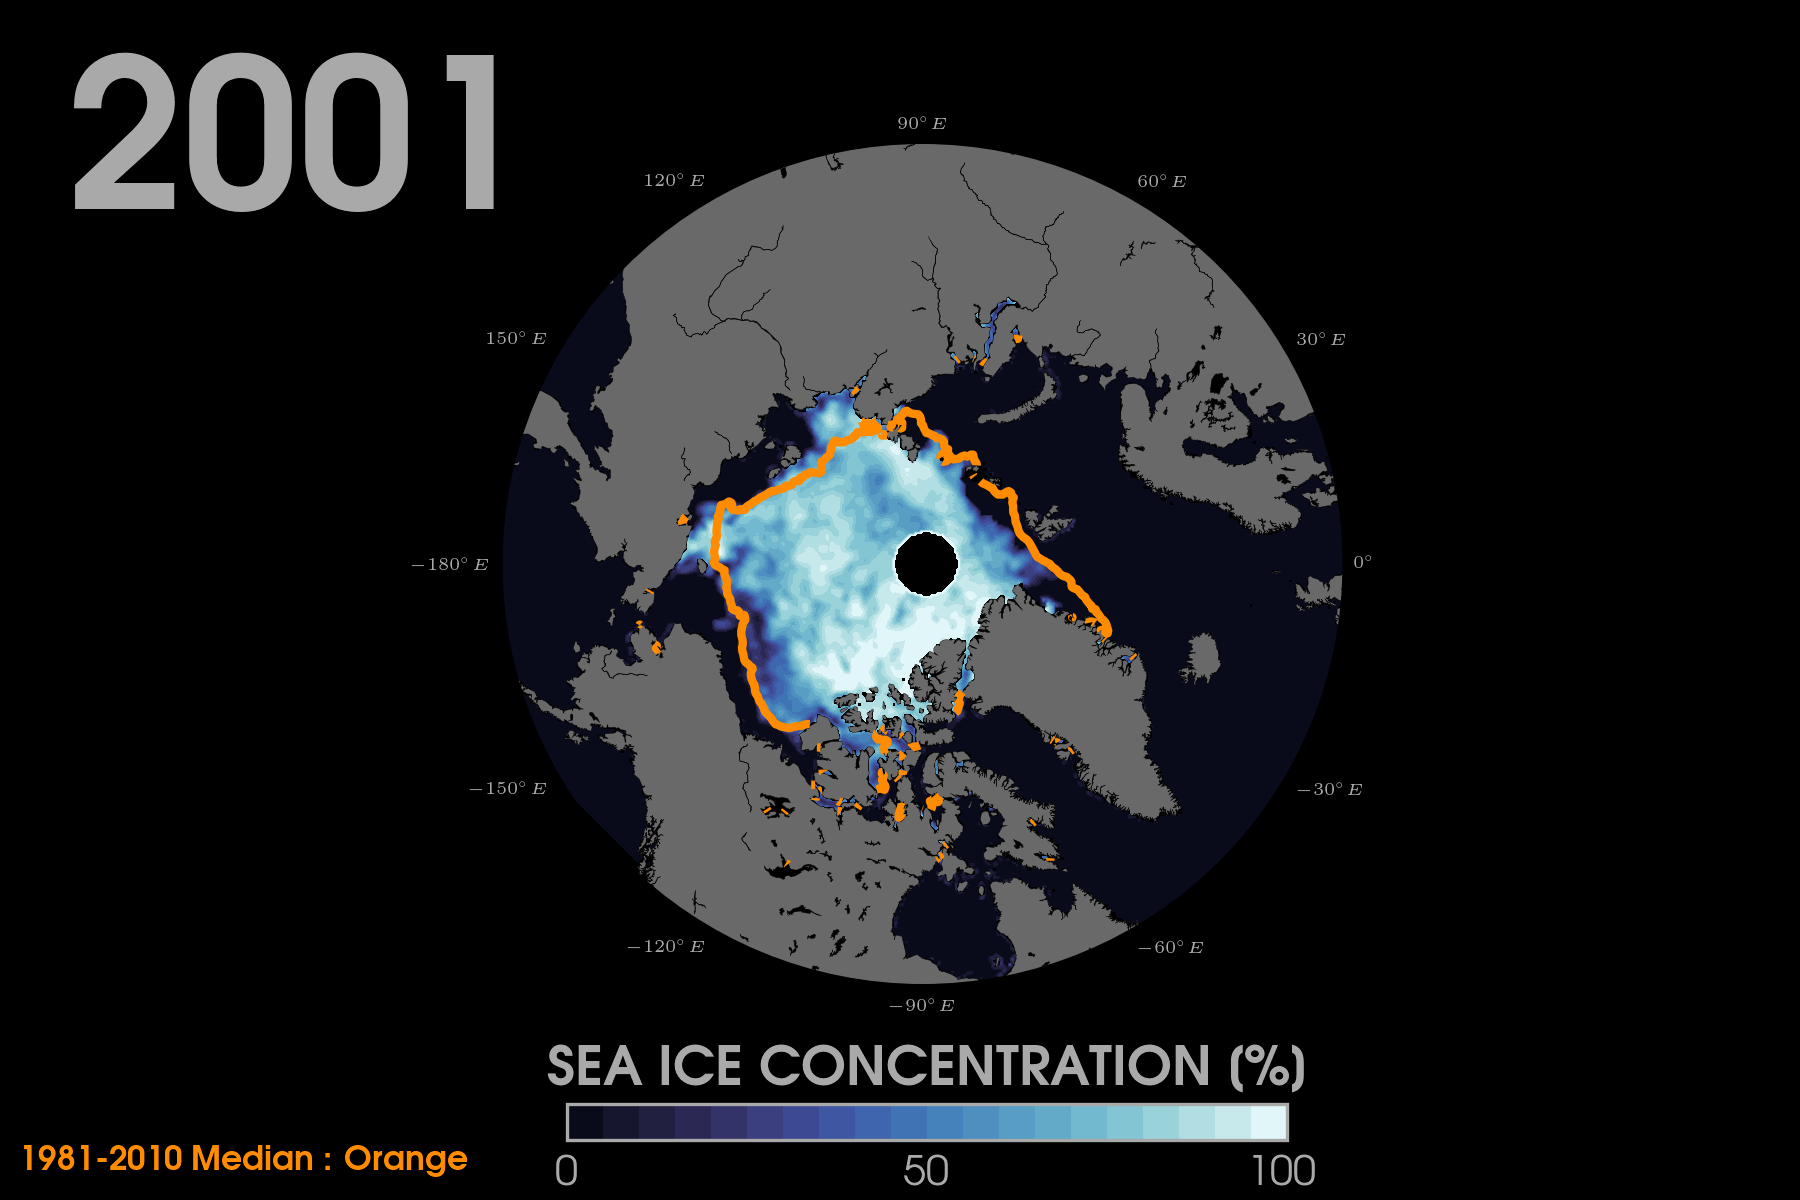 2001
90° E
120° E
60° E
150° E
30° E
−180° E
0°
−150° E
−30° E
−120° E
−60° E
−90° E
SEA ICE CONCENTRATION (%)
0 50 100
1981-2010 Median : Orange